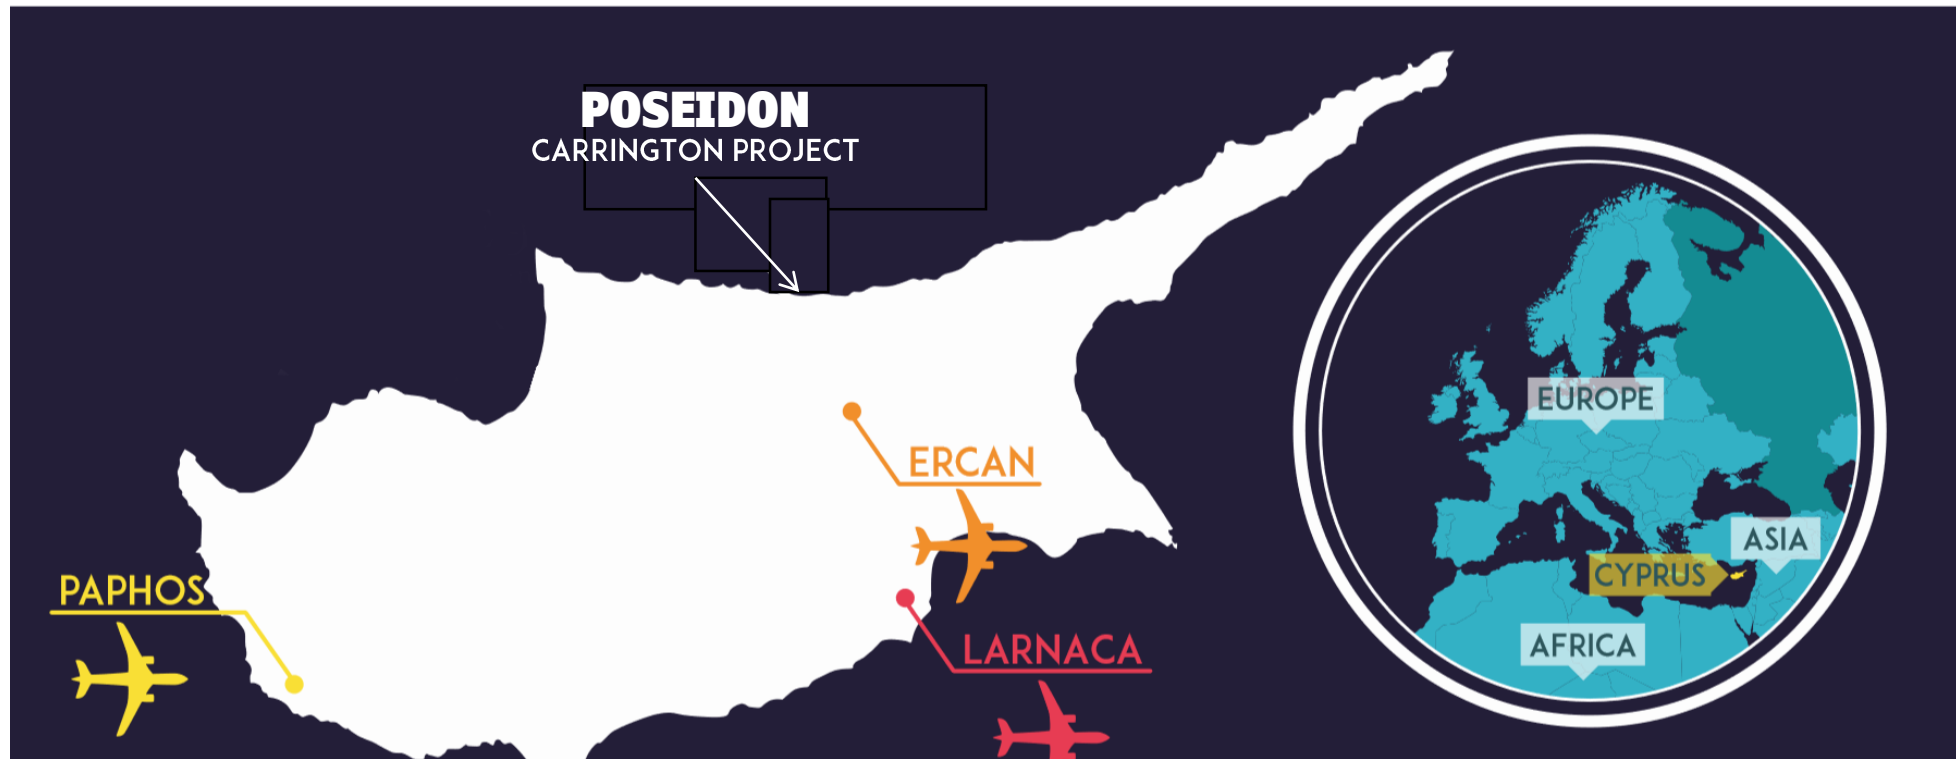 POSEIDON
CARRINGTON PROJECT
ERCAN
PAPHOS
LARNACA
EUROPE
ASIA
CYPRUS
AFRICA